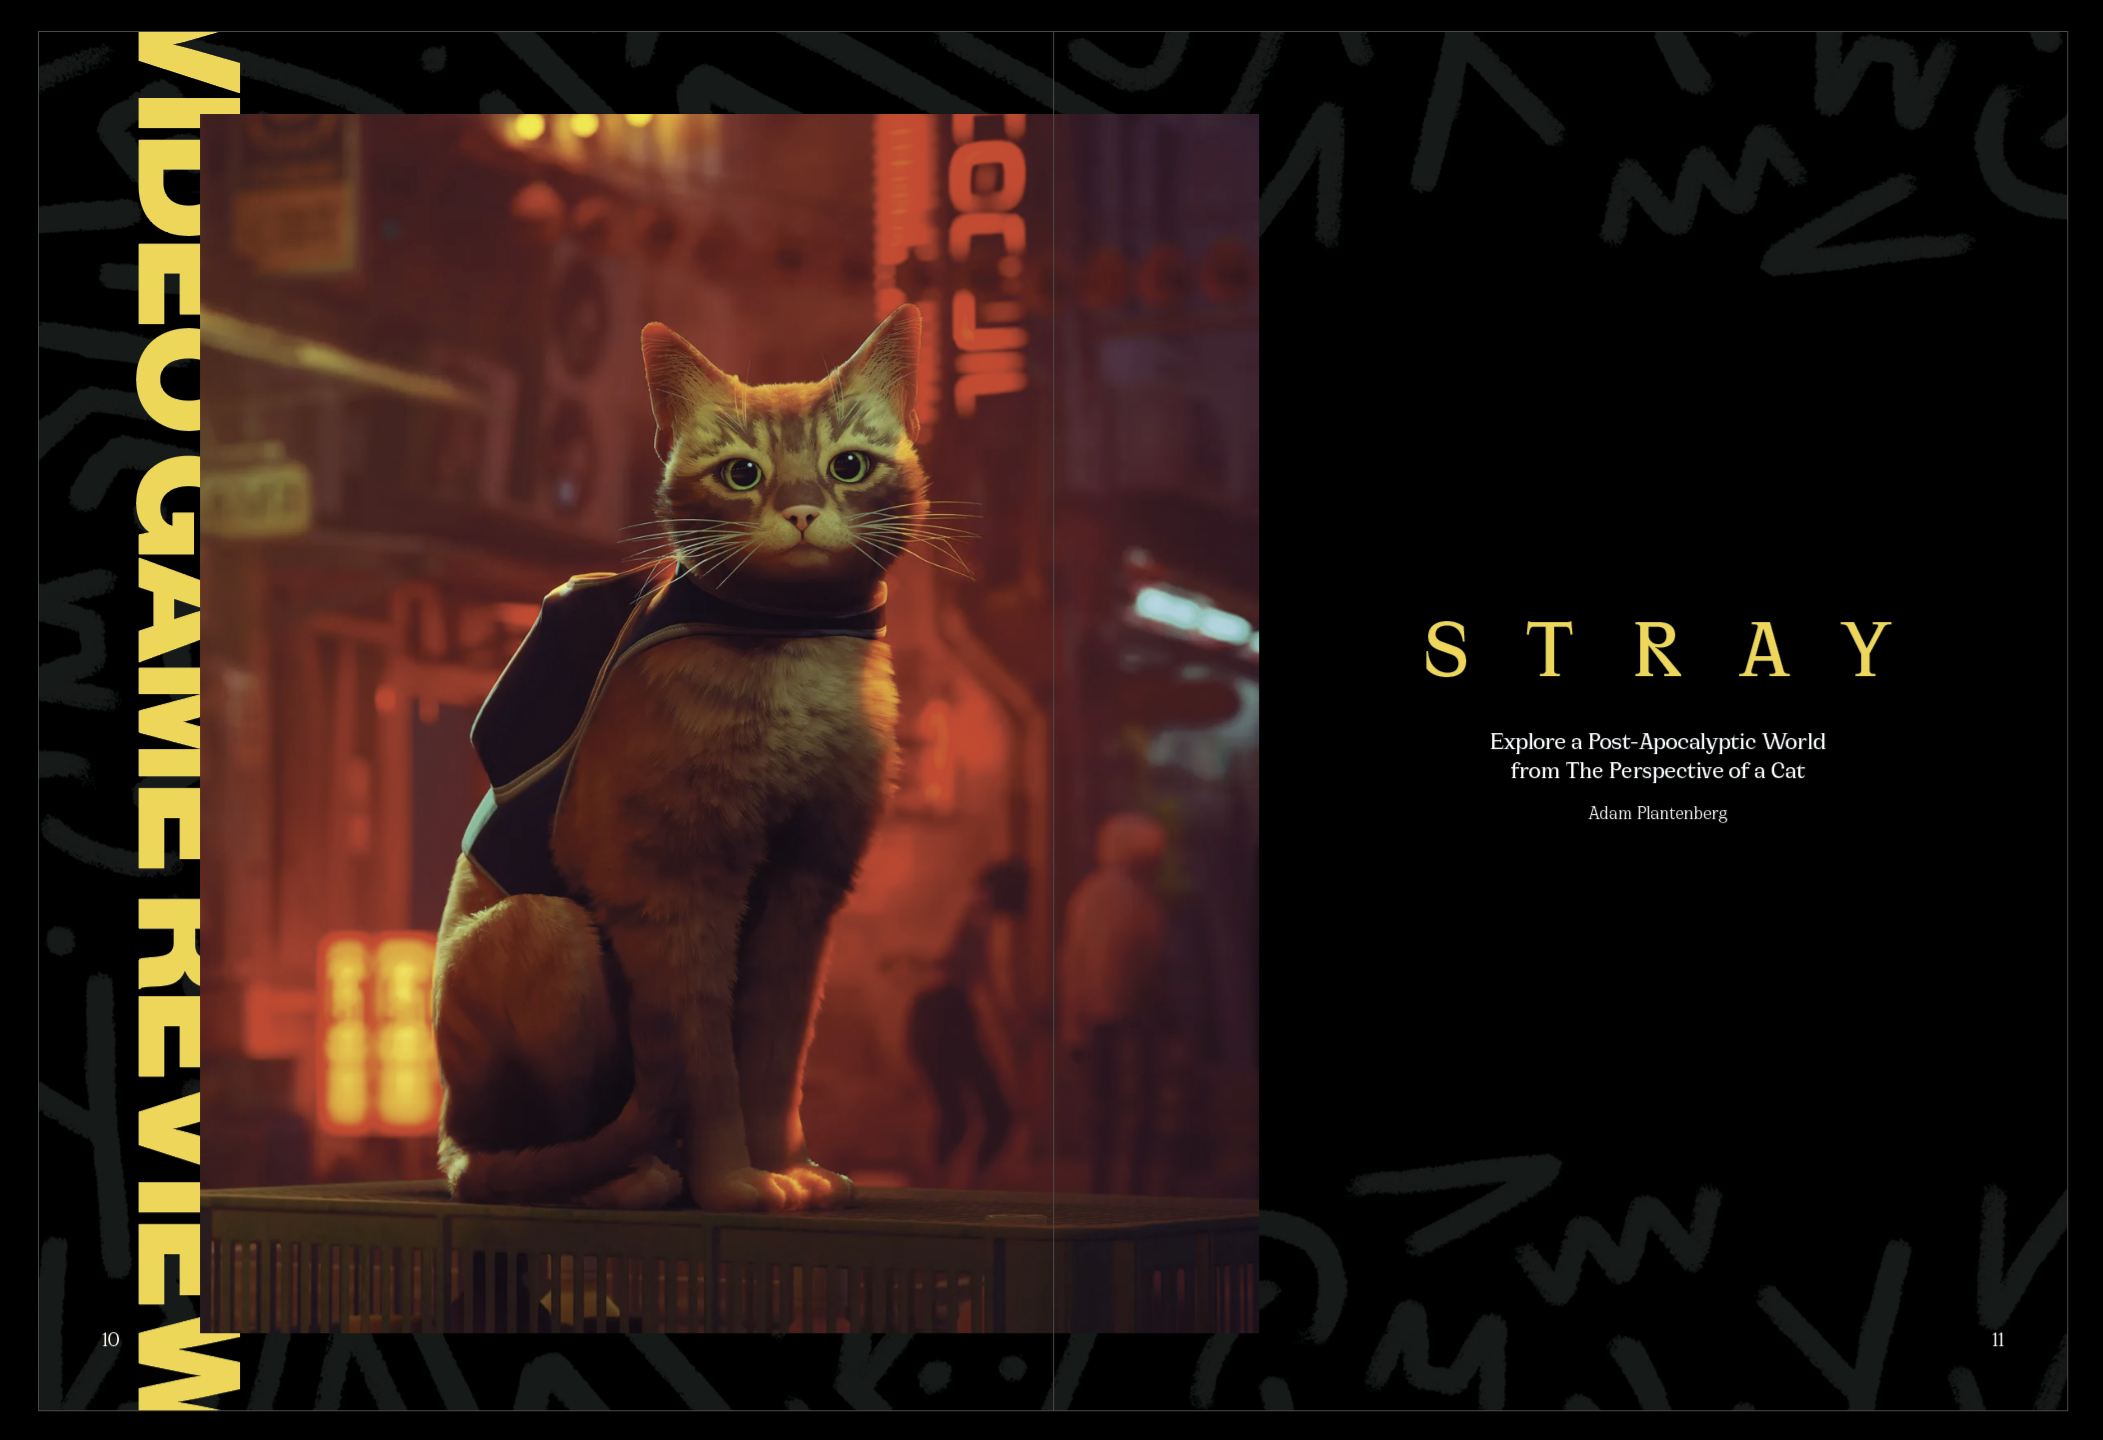 VIDEO GAME REVIEW
STRAY
Explore a Post-Apocalyptic World
from The Perspective of a Cat
Adam Plantenberg
10
11